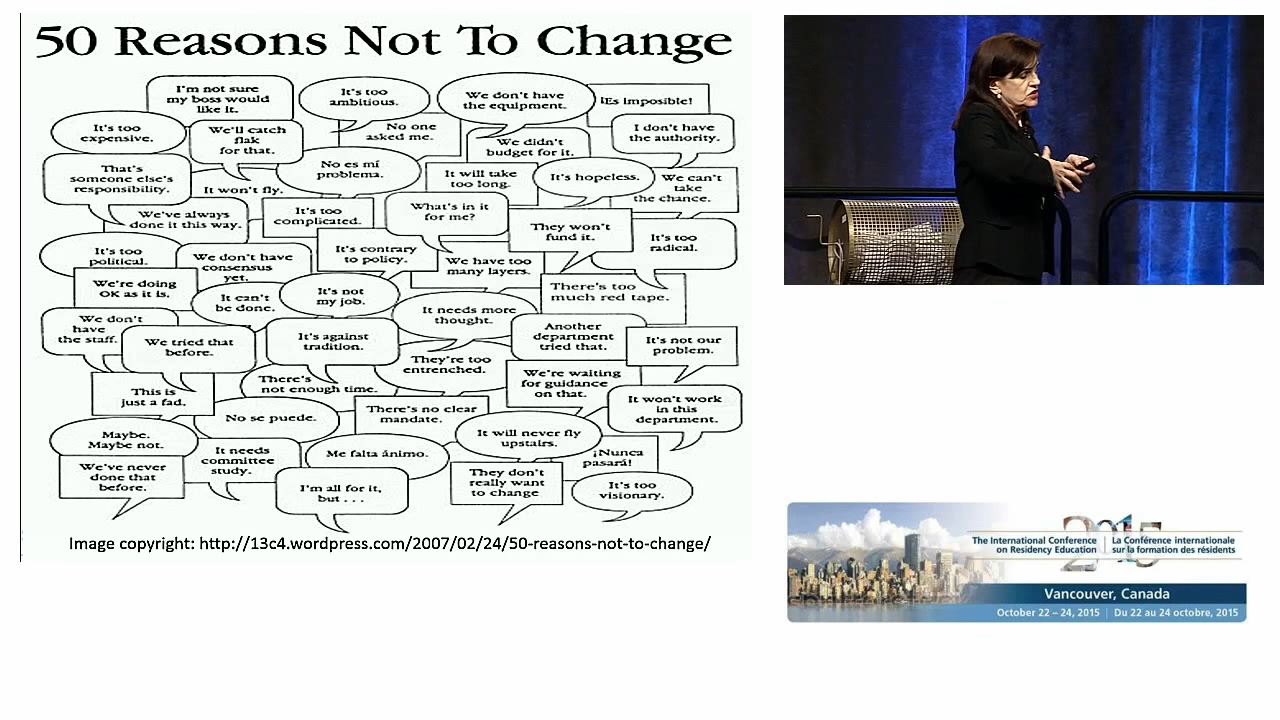 50 Reasons Not To Change
I'm not sure
my boss would
like it.
It's too
ambitious.
We don't have
the equipment.
¡Es imposible!
It's too
expensive.
We'll catch
flak
for that.
No one
asked me.
We didn't
budget for it.
I don't have
the authority.
That's
someone else's
responsibility.
It won't fly.
No es mí
problema.
It will take
too long.
It's hopeless.
We can't
take
the chance.
We've always
done it this way.
It's too
complicated.
What's in it
for me?
They won't
fund it.
It's too
radical.
It's too
political.
We don't have
consensus
yet.
It's contrary
to policy.
We have too
many layers.
We're doing
OK as it is.
It can't
be done.
It's not
my job.
There's too
much red tape.
We don't
have
the staff.
We tried that
before.
It's against
tradition.
It needs more
thought.
Another
department
tried that.
It's not our
problem.
They're too
entrenched.
This is
just a fad.
There's
not enough time.
We're waiting
for guidance
on that.
It won't work
in this
department.
No se puede.
There's no clear
mandate.
Maybe.
Maybe not.
It needs
committee
study.
Me falta ánimo.
It will never fly
upstairs.
¡Nunca
pasará!
We've never
done that
before.
I'm all for it,
but . . .
They don't
really want
to change
It's too
visionary.
Image copyright: http://13c4.wordpress.com/2007/02/24/50-reasons-not-to-change/
2015
The International Conference
on Residency Education
La Conférence internationale
sur la formation des résidents
Vancouver, Canada
October 22 – 24, 2015 | Du 22 au 24 octobre, 2015